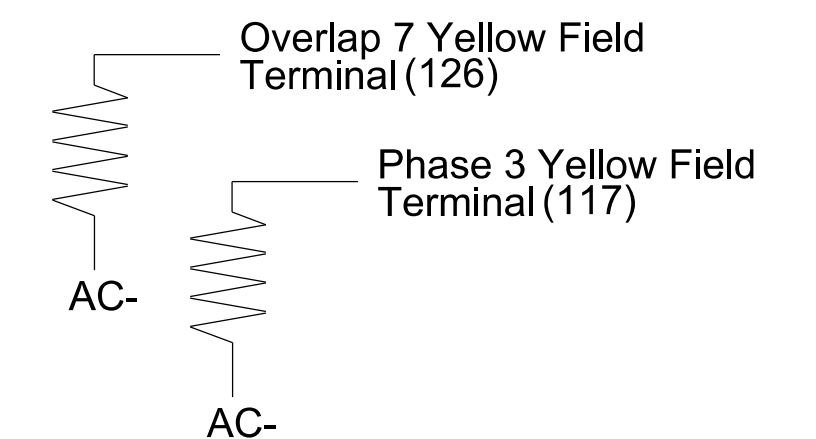 Overlap 7 Yellow Field
Terminal (126)
Phase 3 Yellow Field
Terminal (117)
AC-
AC-